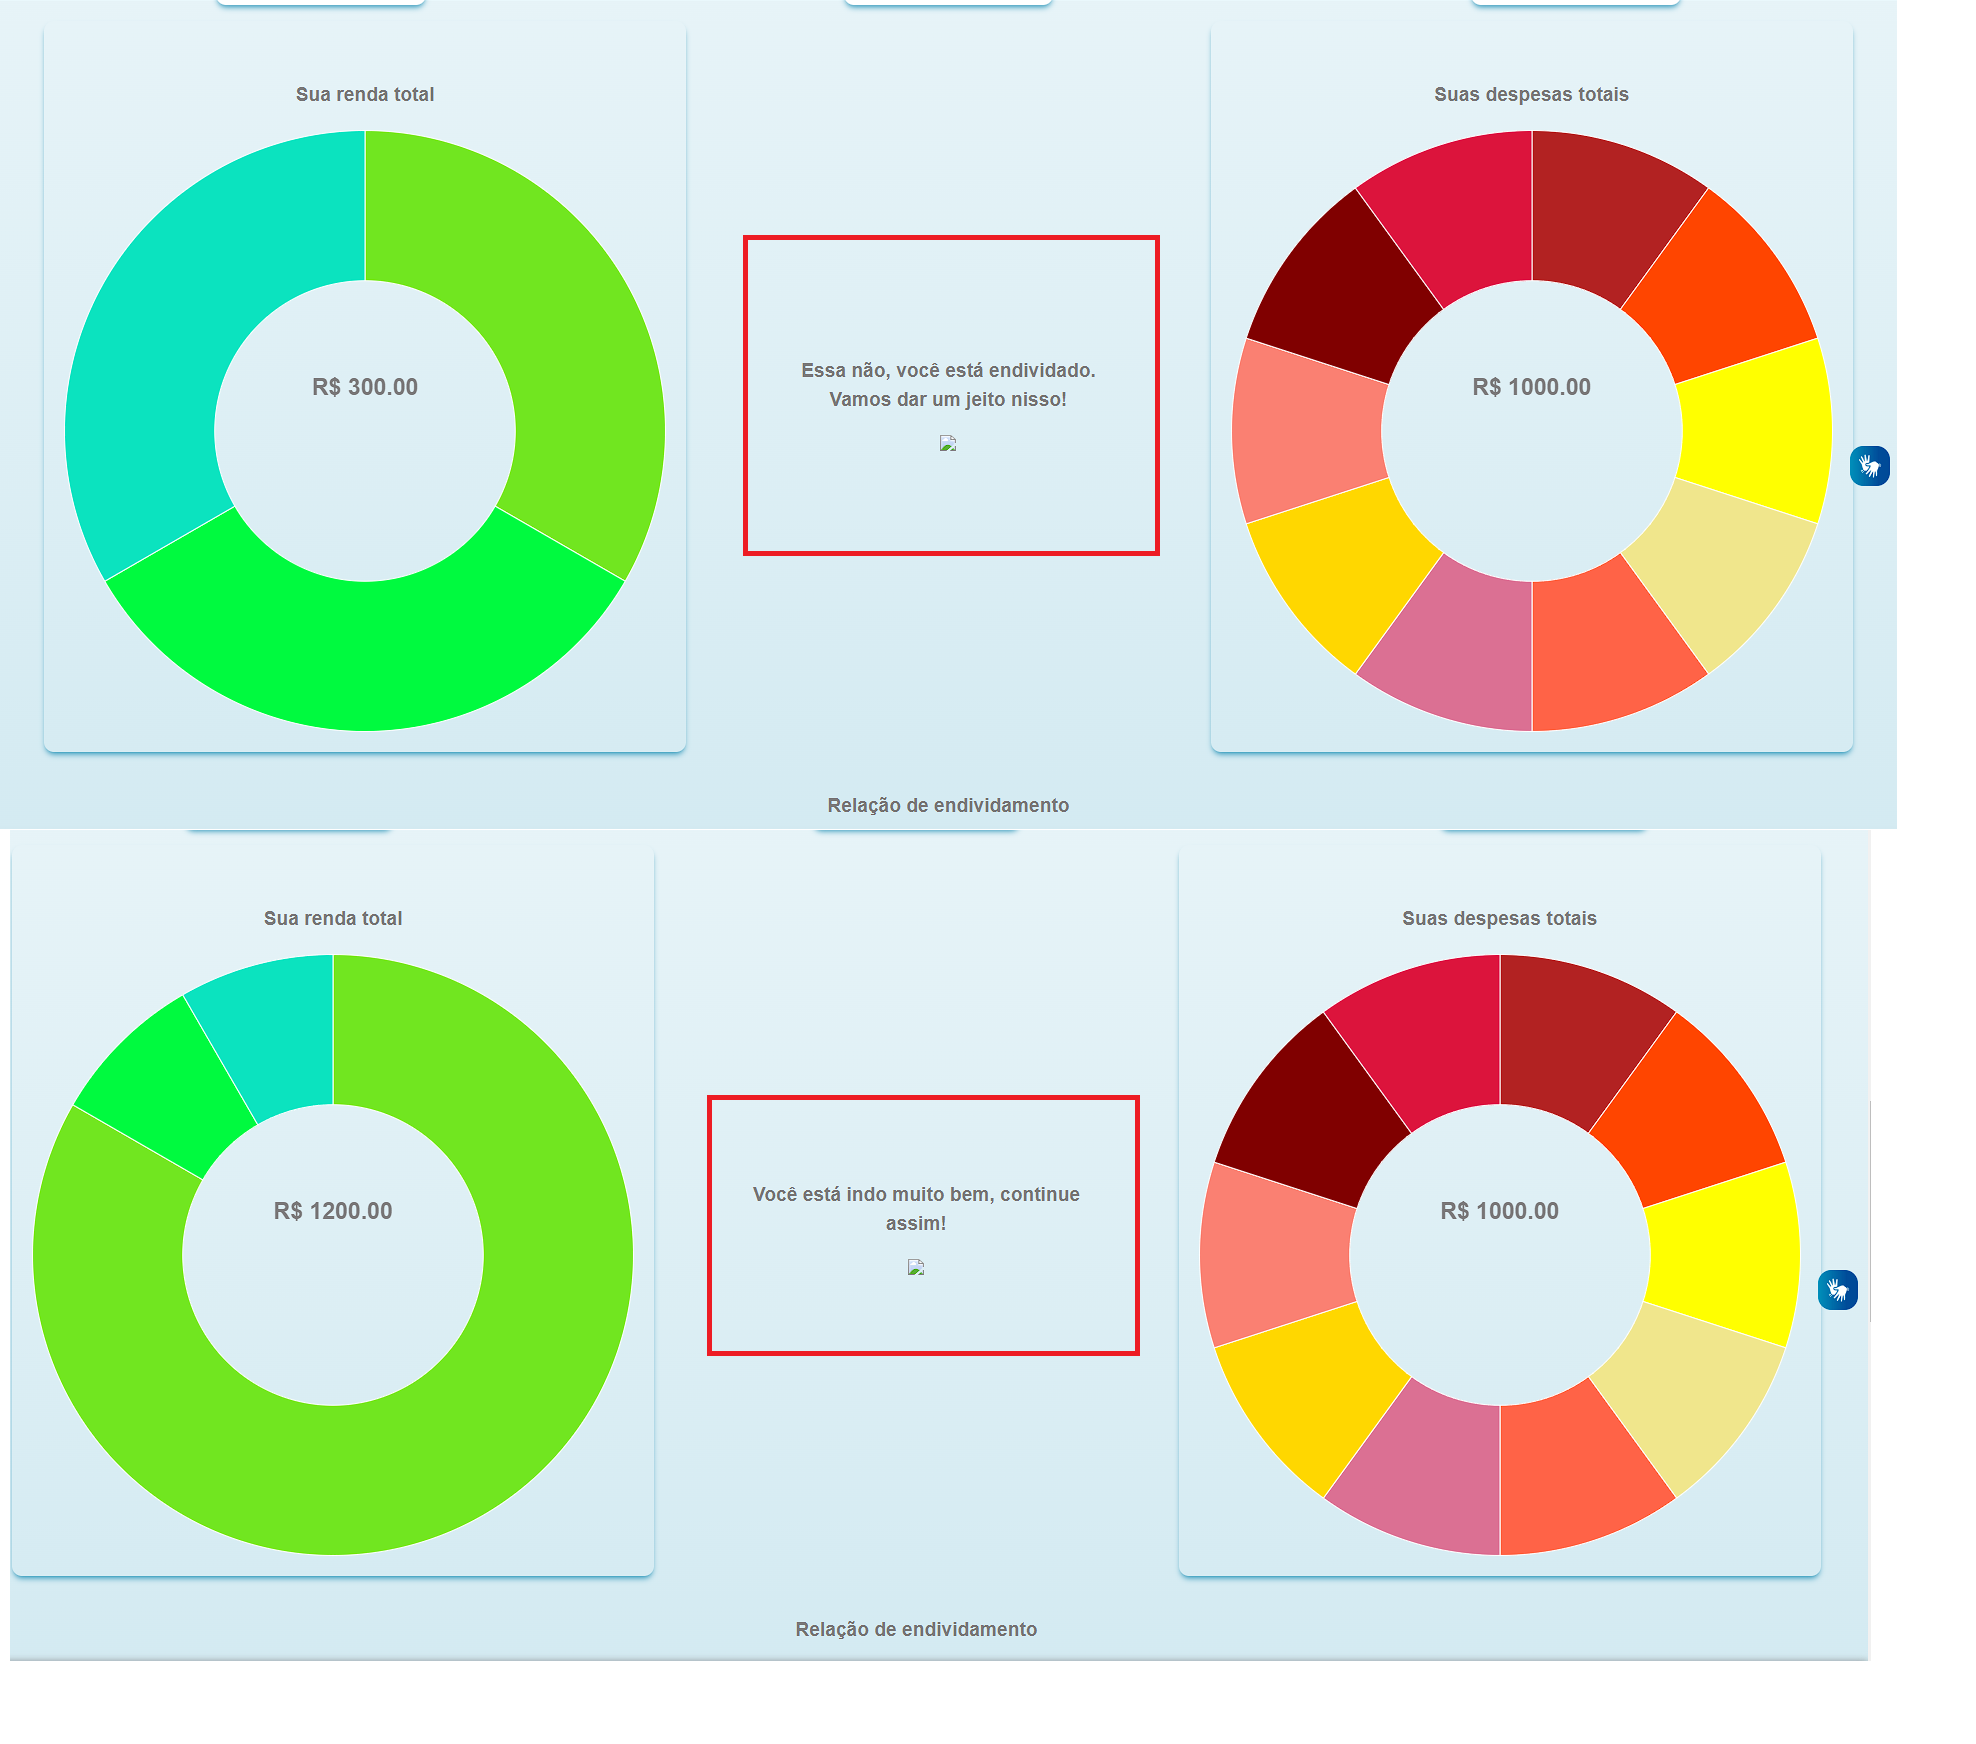 Sua renda total
Suas despesas totais
R$ 300.00
Essa não, você está endividado.
Vamos dar um jeito nisso!
R$ 1000.00
Relação de endividamento
Sua renda total
Suas despesas totais
R$ 1200.00
Você está indo muito bem, continue
assim!
R$ 1000.00
Relação de endividamento